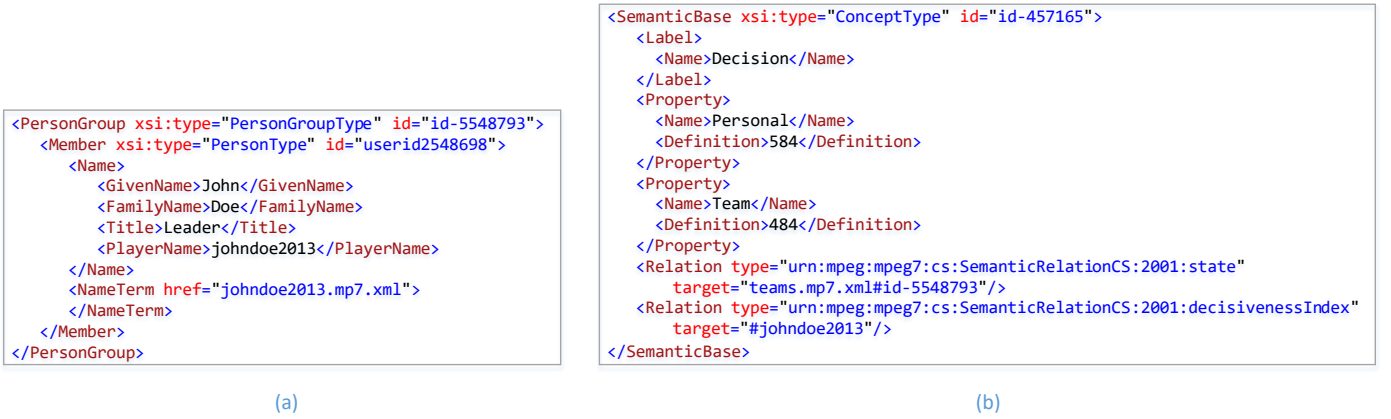 <PersonGroup xsi:type="PersonGroupType" id="id-5548793">
<Member xsi:type="PersonType" id="userid2548698">
<Name>
<GivenName>John</GivenName>
<FamilyName>Doe</FamilyName>
<Title>Leader</Title>
<PlayerName>johndoe2013</PlayerName>
</Name>
<NameTerm href="johndoe2013.mp7.xml">
</NameTerm>
</Member>
</PersonGroup>
(a)
<SemanticBase xsi:type="ConceptType" id="id-457165">
<Label>
<Name>Decision</Name>
</Label>
<Property>
<Name>Personal</Name>
<Definition>584</Definition>
</Property>
<Property>
<Name>Team</Name>
<Definition>484</Definition>
</Property>
<Relation type="urn:mpeg:mpeg7:cs:SemanticRelationCS:2001:state"
target="teams.mp7.xml#id-5548793"/>
<Relation type="urn:mpeg:mpeg7:cs:SemanticRelationCS:2001:decisivenessIndex"
target="#johndoe2013"/>
</SemanticBase>
(b)